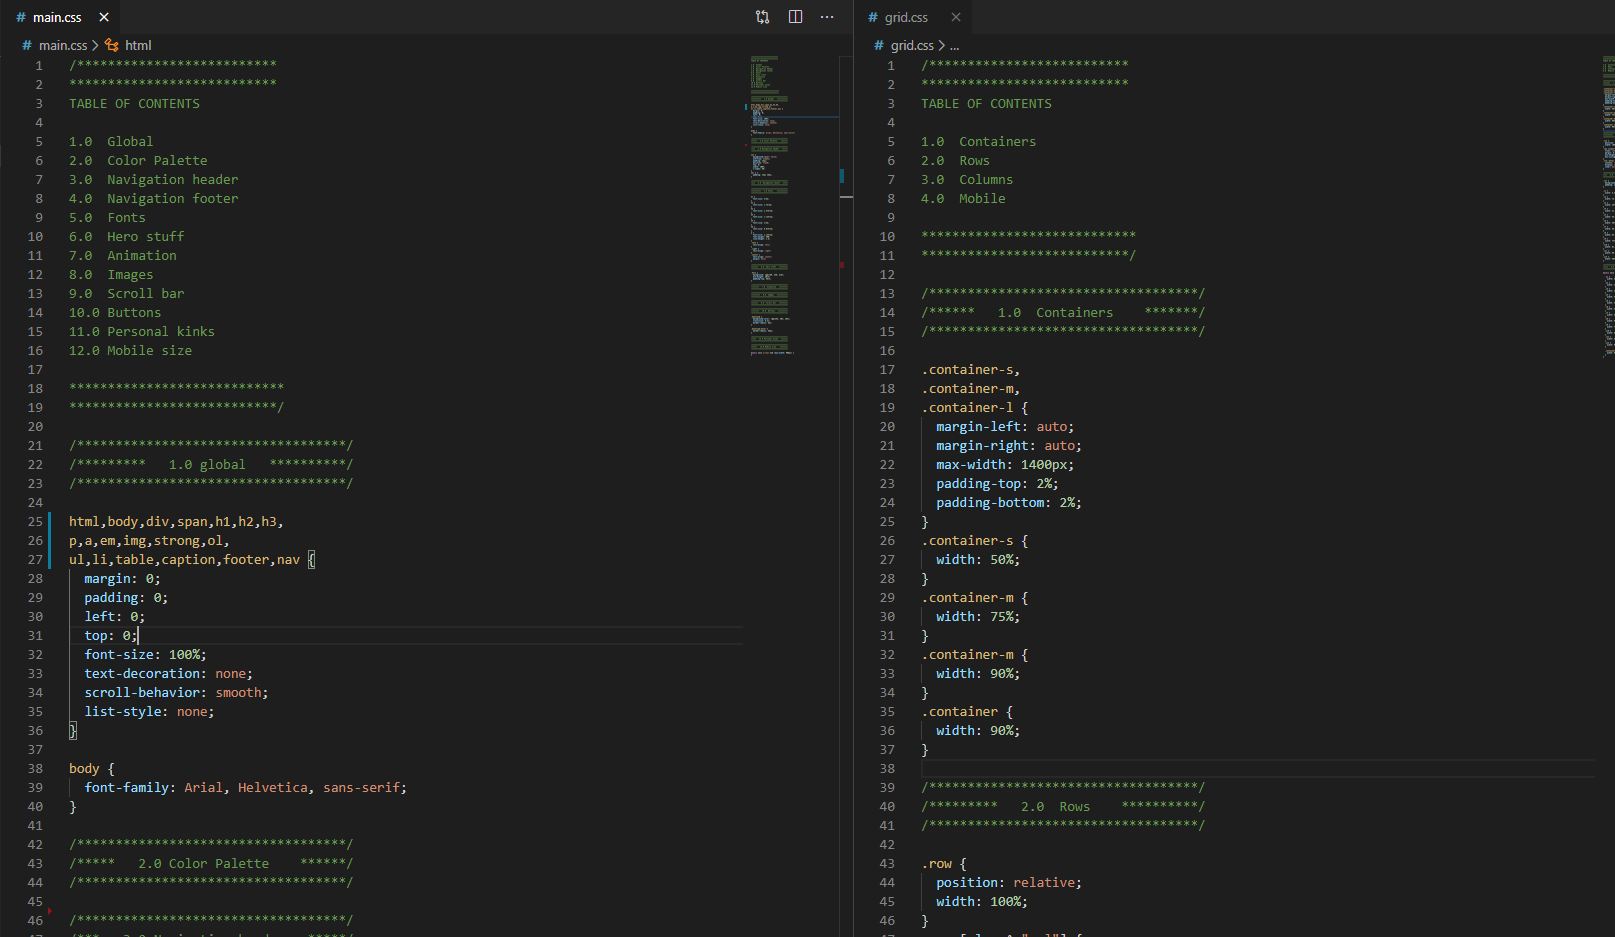 # main.css ×
# main.css > html
1 /**************************
2 ***************************
3 TABLE OF CONTENTS
4
5 1.0  Global
6 2.0  Color Palette
7 3.0  Navigation header
8 4.0  Navigation footer
9 5.0  Fonts
10 6.0  Hero stuff
11 7.0  Animation
12 8.0  Images
13 9.0  Scroll bar
14 10.0 Buttons
15 11.0 Personal kinks
16 12.0 Mobile size
17
18 ****************************
19 ***************************/
20
21 /***********************************/
22 /*********   1.0 global   **********/
23 /***********************************/
24
25 html,body,div,span,h1,h2,h3,
26 p,a,em,img,strong,ol,
27 ul,li,table,caption,footer,nav {
28   margin: 0;
29   padding: 0;
30   left: 0;
31   top: 0;
32   font-size: 100%;
33   text-decoration: none;
34   scroll-behavior: smooth;
35   list-style: none;
36 }
37
38 body {
39   font-family: Arial, Helvetica, sans-serif;
40 }
41
42 /***********************************/
43 /*****   2.0 Color Palette    ******/
44 /***********************************/
45
46 /***********************************/
# grid.css ×
# grid.css > ...
1 /**************************
2 ***************************
3 TABLE OF CONTENTS
4
5 1.0  Containers
6 2.0  Rows
7 3.0  Columns
8 4.0  Mobile
9
10 ****************************
11 ***************************/
12
13 /***********************************/
14 /******   1.0  Containers    *******/
15 /***********************************/
16
17 .container-s,
18 .container-m,
19 .container-l {
20   margin-left: auto;
21   margin-right: auto;
22   max-width: 1400px;
23   padding-top: 2%;
24   padding-bottom: 2%;
25 }
26 .container-s {
27   width: 50%;
28 }
29 .container-m {
30   width: 75%;
31 }
32 .container-m {
33   width: 90%;
34 }
35 .container {
36   width: 90%;
37 }
38
39 /***********************************/
40 /*********   2.0  Rows    **********/
41 /***********************************/
42
43 .row {
44   position: relative;
45   width: 100%;
46 }